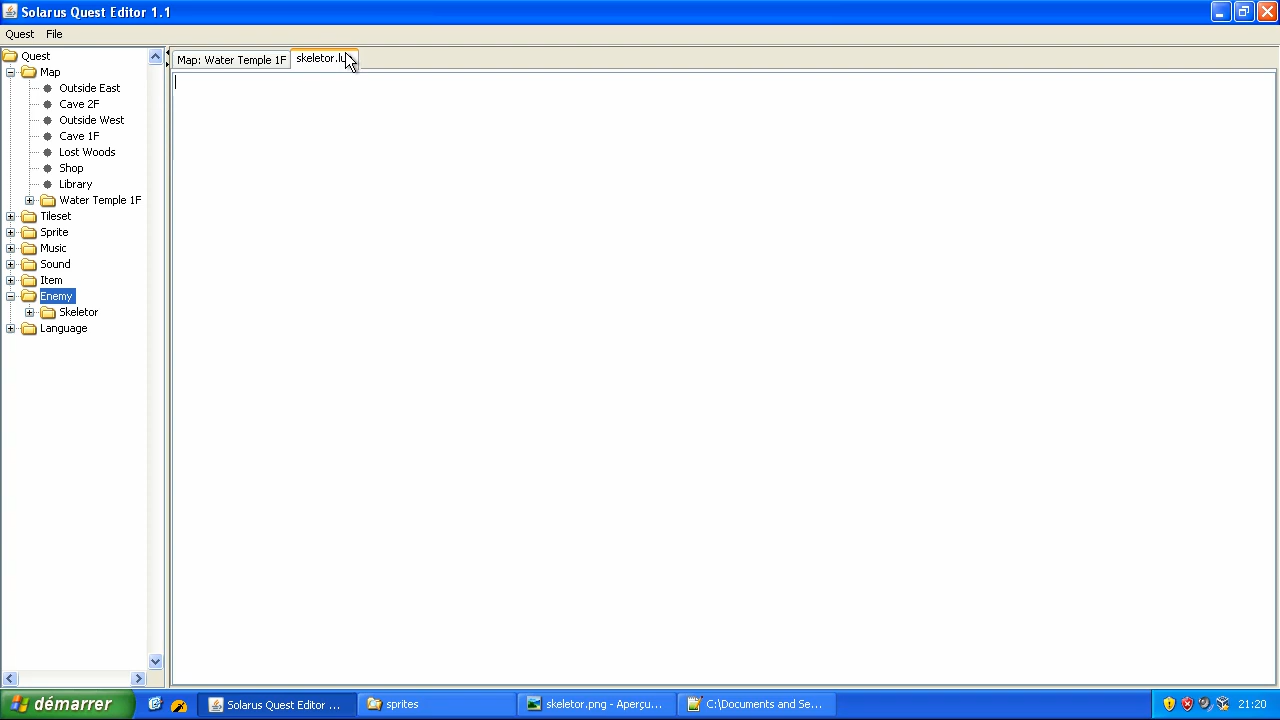 Solarus Quest Editor 1.1
Quest File
Quest
Map
Outside East
Cave 2F
Outside West
Cave 1F
Lost Woods
Shop
Library
Water Temple 1F
Tileset
Sprite
Music
Sound
Item
Enemy
Skeletor
Language
Map: Water Temple 1F
démarrer
Solarus Quest Editor ...
sprites
skeletor.png - Aperçu...
C:\Documents and Se...
21:20